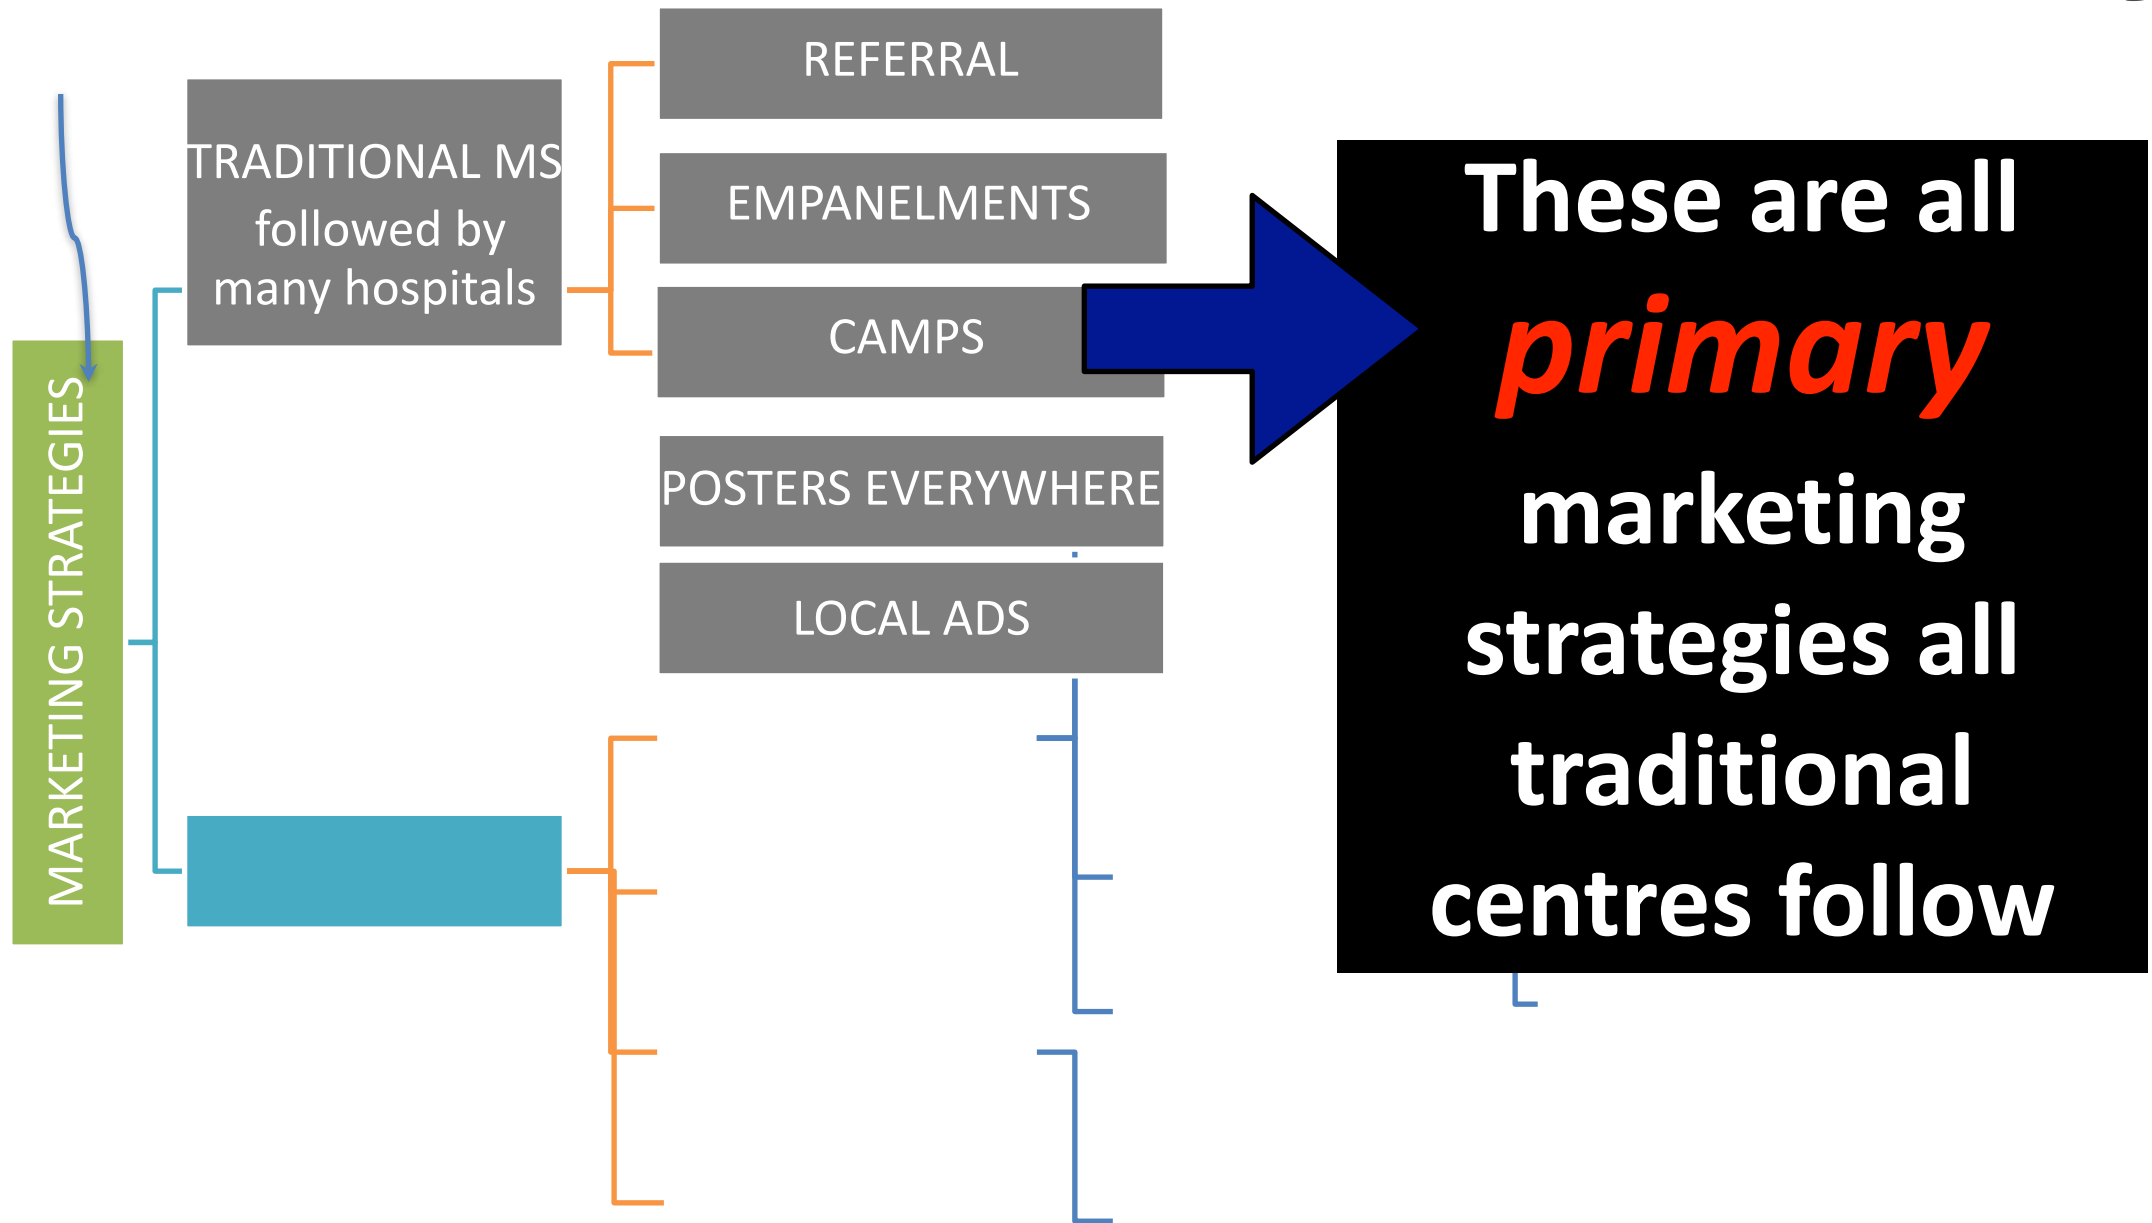 MARKETING STRATEGIES
TRADITIONAL MS
followed by
many hospitals
REFERRAL
EMPANELMENTS
CAMPS
POSTERS EVERYWHERE
LOCAL ADS
These are all
primary
marketing
strategies all
traditional
centres follow